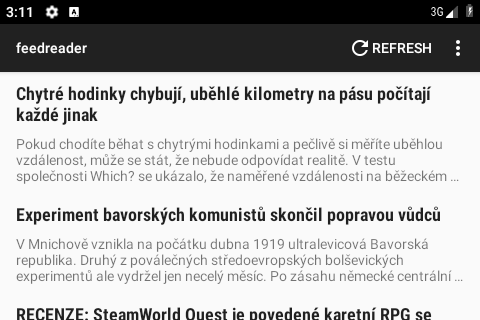 3:11 A 3G
feedreader REFRESH
Chytré hodinky chybují, uběhlé kilometry na pásu počítají
každé jinak
Pokud chodíte běhat s chytrými hodinkami a pečlivě si měříte uběhlou
vzdálenost, může se stát, že nebude odpovídat realitě. V testu
společnosti Which? se ukázalo, že naměřené vzdálenosti na běžeckém ...
Experiment bavorských komunistů skončil popravou vůdců
V Mnichově vznikla na počátku dubna 1919 ultralevicová Bavorská
republika. Druhý z poválečných středoevropských bolševických
experimentů ale vydržel jen necelý měsíc. Po zásahu německé centrální ...
RECENZE: SteamWorld Quest je povedené karetní RPG se